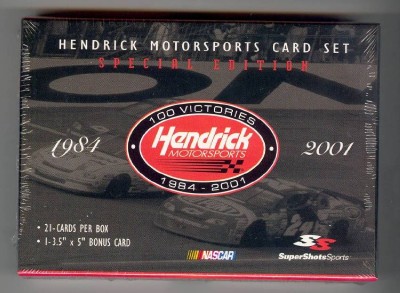 HENDRICK MOTORSPORTS CARD SET
SPECIAL EDITION
100 VICTORIES
1984
Hendrick
MOTORSPORTS
2001
1984 - 2001
• 21-CARDS PER BOX
• 1-3.5" x 5" BONUS CARD
NASCAR
SS
SuperShotsSports